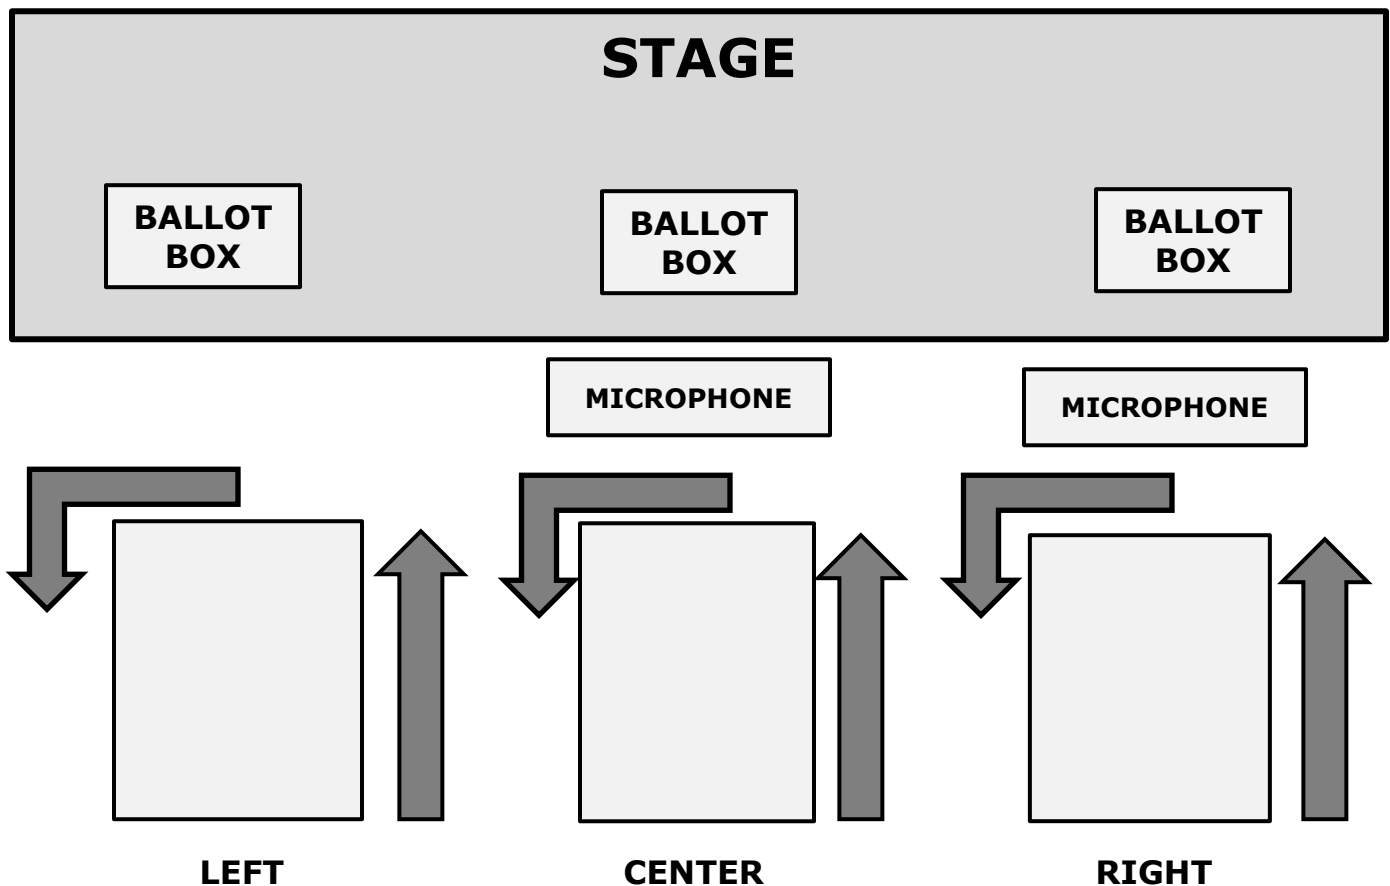 STAGE
BALLOT
BOX
BALLOT
BOX
BALLOT
BOX
MICROPHONE
MICROPHONE
LEFT
CENTER
RIGHT